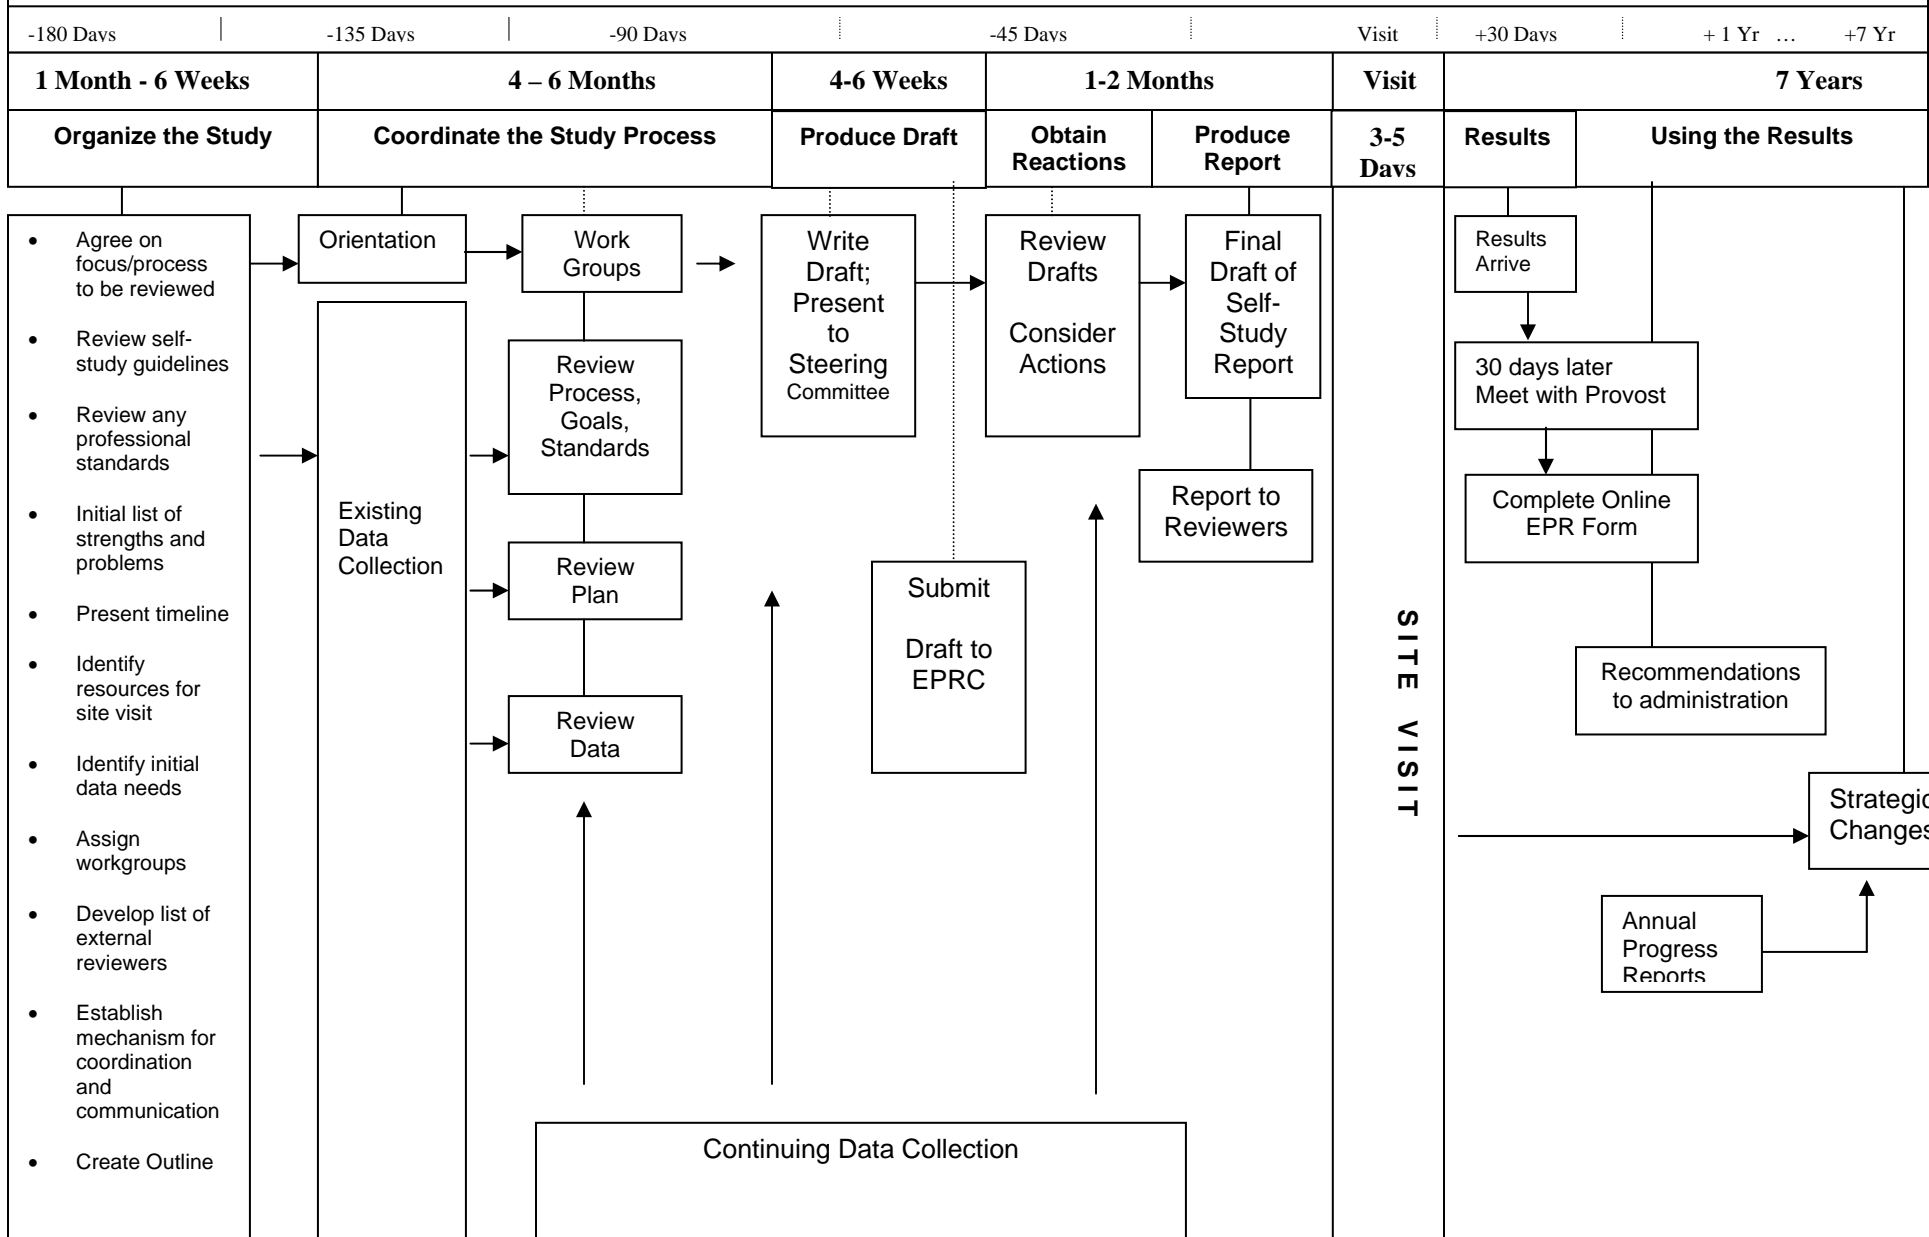 -180 Days
-135 Days
-90 Days
-45 Days
Visit
+30 Days
+ 1 Yr …
+7 Yr
1 Month - 6 Weeks
4 – 6 Months
4-6 Weeks
1-2 Months
Visit
7 Years
Organize the Study
Coordinate the Study Process
Produce Draft
Obtain
Reactions
Produce
Report
3-5
Days
Results
Using the Results
• Agree on
focus/process
to be reviewed
• Review self-
study guidelines
• Review any
professional
standards
• Initial list of
strengths and
problems
• Present timeline
• Identify
resources for
site visit
• Identify initial
data needs
• Assign
workgroups
• Develop list of
external
reviewers
• Establish
mechanism for
coordination
and
communication
• Create Outline
Orientation
Existing
Data
Collection
Work
Groups
Review
Process,
Goals,
Standards
Review
Plan
Review
Data
Write
Draft;
Present
to
Steering
Committee
Submit
Draft to
EPRC
Review
Drafts
Consider
Actions
Final
Draft of
Self-
Study
Report
Report to
Reviewers
Continuing Data Collection
SITE VISIT
Results
Arrive
30 days later
Meet with Provost
Complete Online
EPR Form
Recommendations
to administration
Strategic
Changes
Annual
Progress
Reports